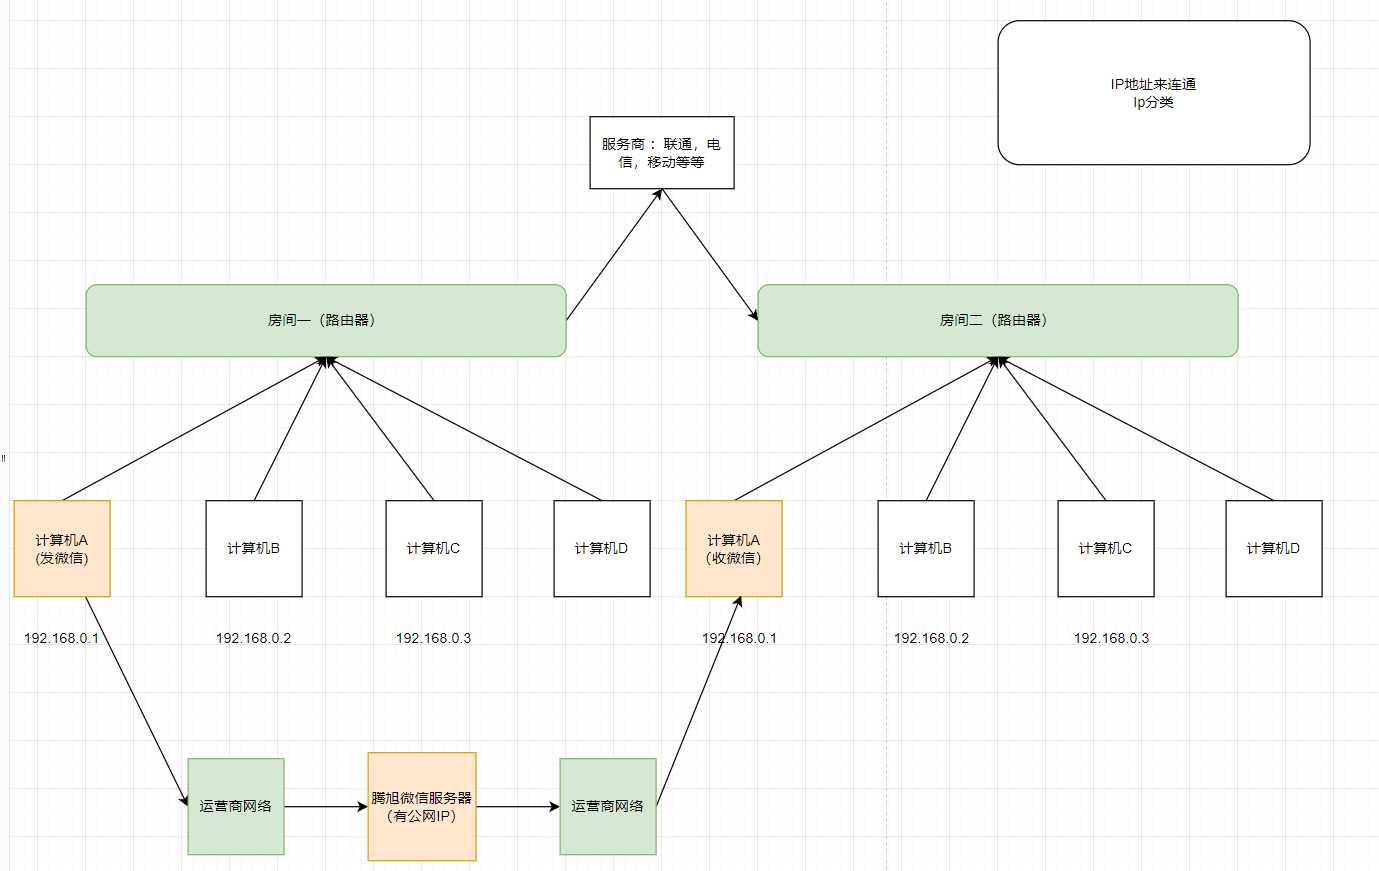 IP地址来连通
Ip分类
服务商 ：联通，电
信，移动等等
房间一（路由器）
房间二（路由器）
计算机A
(发微信)
计算机B
计算机C
计算机D
计算机A
（收微信）
计算机B
计算机C
计算机D
192.168.0.1
192.168.0.2
192.168.0.3
192.168.0.1
192.168.0.2
192.168.0.3
运营商网络
腾旭微信服务器
（有公网IP）
运营商网络